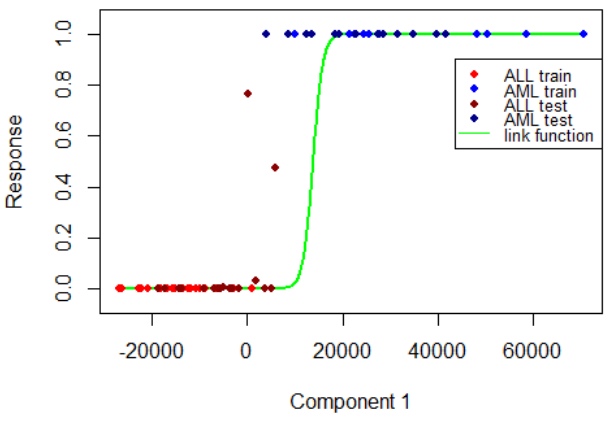 Response
1.0
0.8
0.6
0.4
0.2
0.0
ALL train
AML train
ALL test
AML test
link function
-20000 0 20000 40000 60000
Component 1